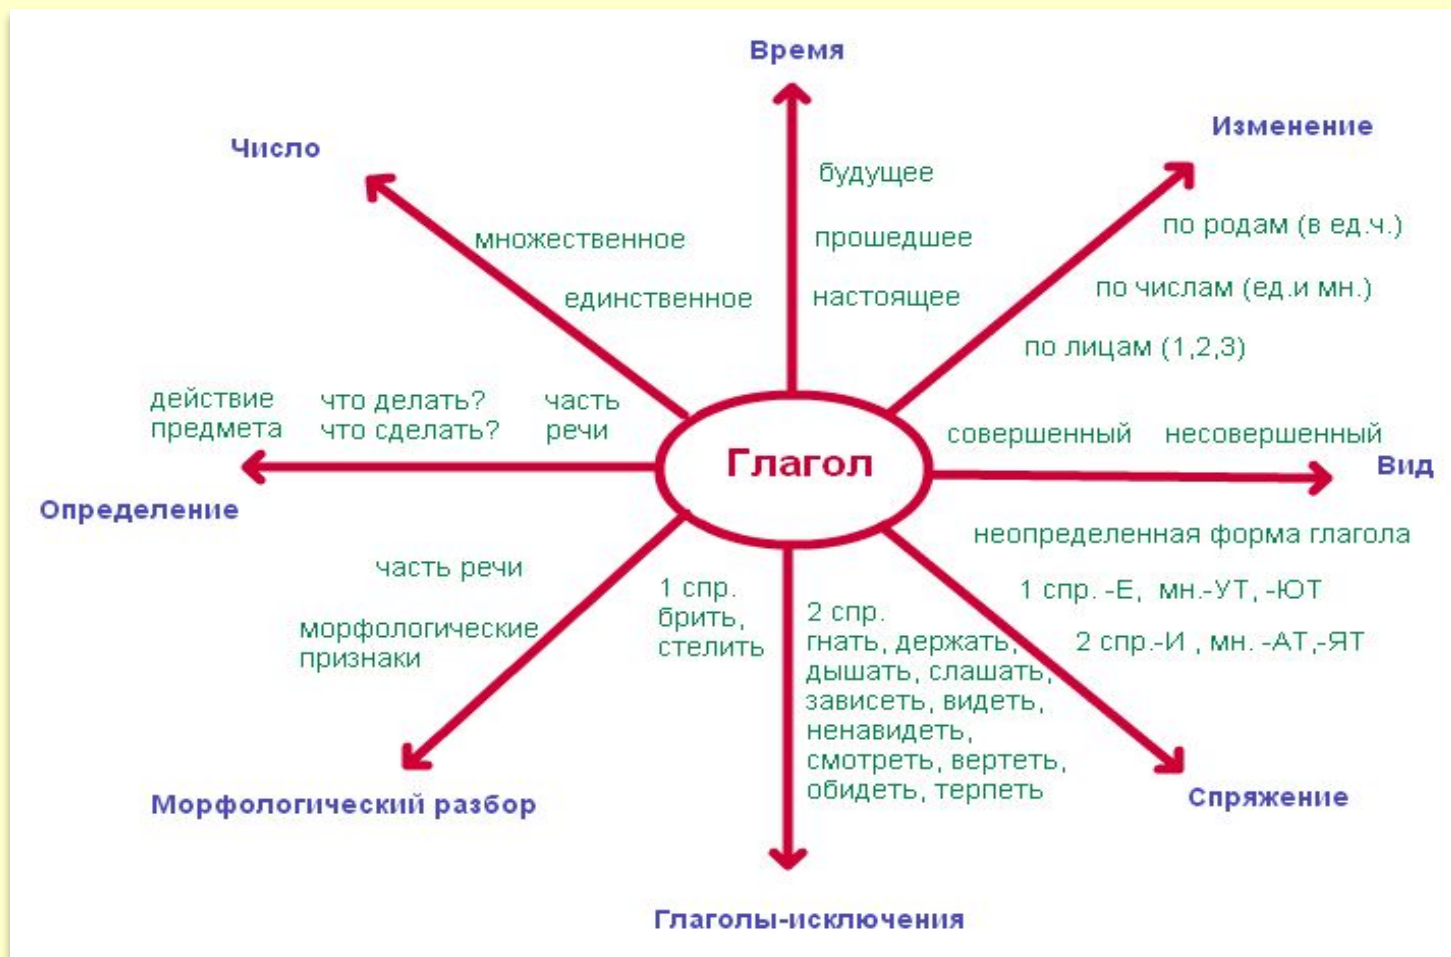 Время
Изменение
Число
будущее
прошедшее
настоящее
по родам (в ед.ч.)
по числам (ед.и мн.)
по лицам (1,2,3)
множественное
единственное
действие
предмета
что делать?
что сделать?
часть
речи
Определение
Глагол
совершенный несовершенный
Вид
неопределенная форма глагола
1 спр. -Е, мн.-УТ, -ЮТ
2 спр.-И , мн. -АТ,-ЯТ
Спряжение
часть речи
морфологические
признаки
Морфологический разбор
1 спр.
брить,
стелить
2 спр.
гнать, держать,
дышать, слашать,
зависеть, видеть,
ненавидеть,
смотреть, вертеть,
обидеть, терпеть
Глаголы-исключения